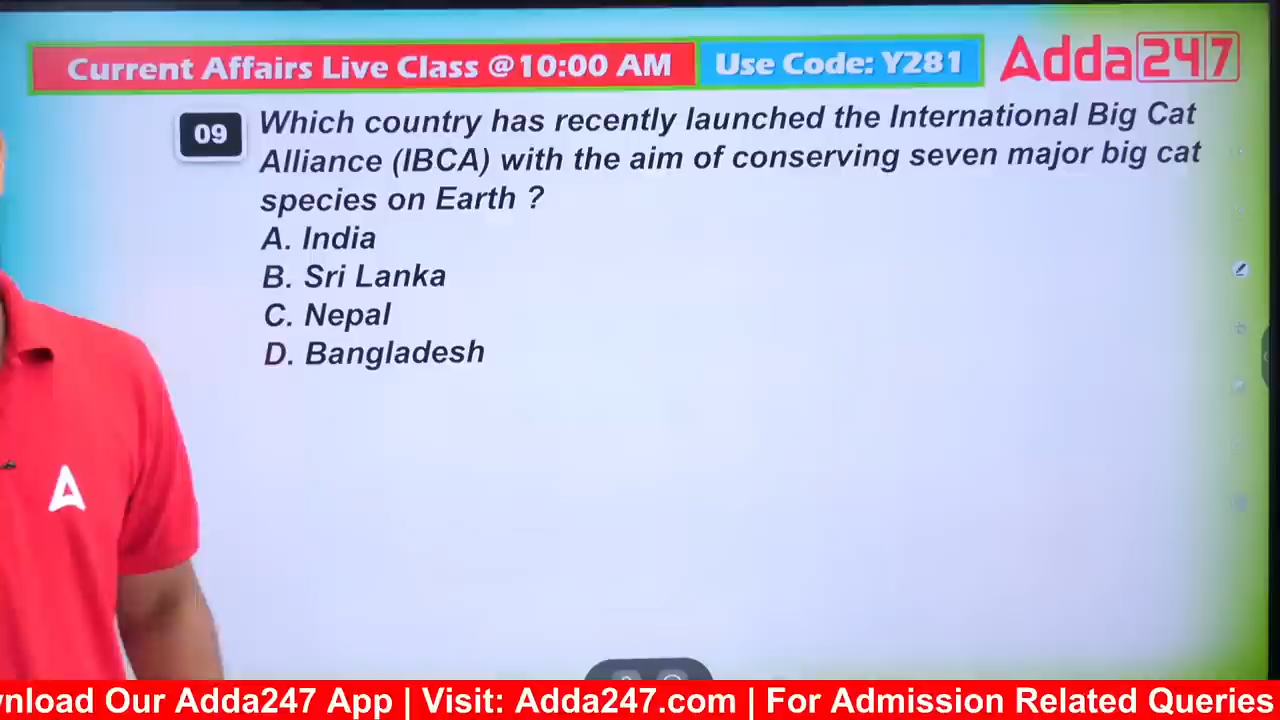 Current Affairs Live Class @10:00 AM
Use Code: Y281
Adda247
09
Which country has recently launched the International Big Cat
Alliance (IBCA) with the aim of conserving seven major big cat
species on Earth ?
A. India
B. Sri Lanka
C. Nepal
D. Bangladesh
nload Our Adda247 App | Visit: Adda247.com | For Admission Related Queries